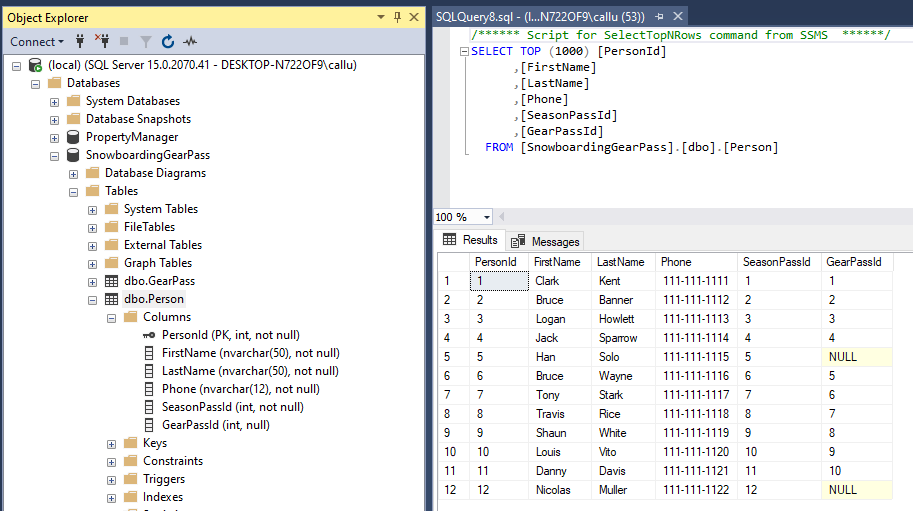 Object Explorer
Connect
(local) (SQL Server 15.0.2070.41 - DESKTOP-N722OF9\callu)
Databases
System Databases
Database Snapshots
PropertyManager
SnowboardingGearPass
Database Diagrams
Tables
System Tables
FileTables
External Tables
Graph Tables
dbo.GearPass
dbo.Person
Columns
PersonId (PK, int, not null)
FirstName (nvarchar(50), not null)
LastName (nvarchar(50), not null)
Phone (nvarchar(12), not null)
SeasonPassId (int, not null)
GearPassId (int, null)
Keys
Constraints
Triggers
Indexes
SQLQuery8.sql - (l...N722OF9\callu (53))
/****** Script for SelectTopNRows command from SSMS  ******/
SELECT TOP (1000) [PersonId]
,[FirstName]
,[LastName]
,[Phone]
,[SeasonPassId]
,[GearPassId]
FROM [SnowboardingGearPass].[dbo].[Person]
100 %
Results Messages
PersonId FirstName LastName Phone SeasonPassId GearPassId
1 1 Clark Kent 111-111-1111 1 1
2 2 Bruce Banner 111-111-1112 2 2
3 3 Logan Howlett 111-111-1113 3 3
4 4 Jack Sparrow 111-111-1114 4 4
5 5 Han Solo 111-111-1115 5 NULL
6 6 Bruce Wayne 111-111-1116 6 5
7 7 Tony Stark 111-111-1117 7 6
8 8 Travis Rice 111-111-1118 8 7
9 9 Shaun White 111-111-1119 9 8
10 10 Louis Vito 111-111-1120 10 9
11 11 Danny Davis 111-111-1121 11 10
12 12 Nicolas Muller 111-111-1122 12 NULL